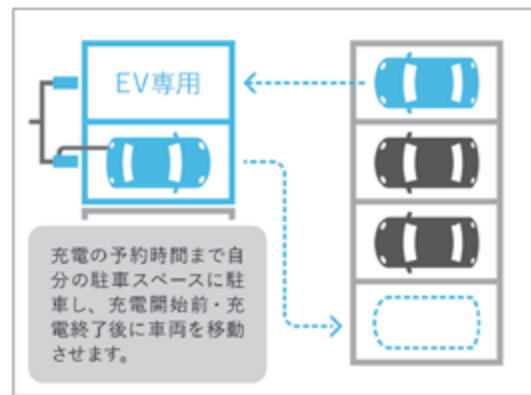 EV専用
充電の予約時間まで自
分の駐車スペースに駐
車し、充電開始前・充
電終了後に車両を移動
させます。